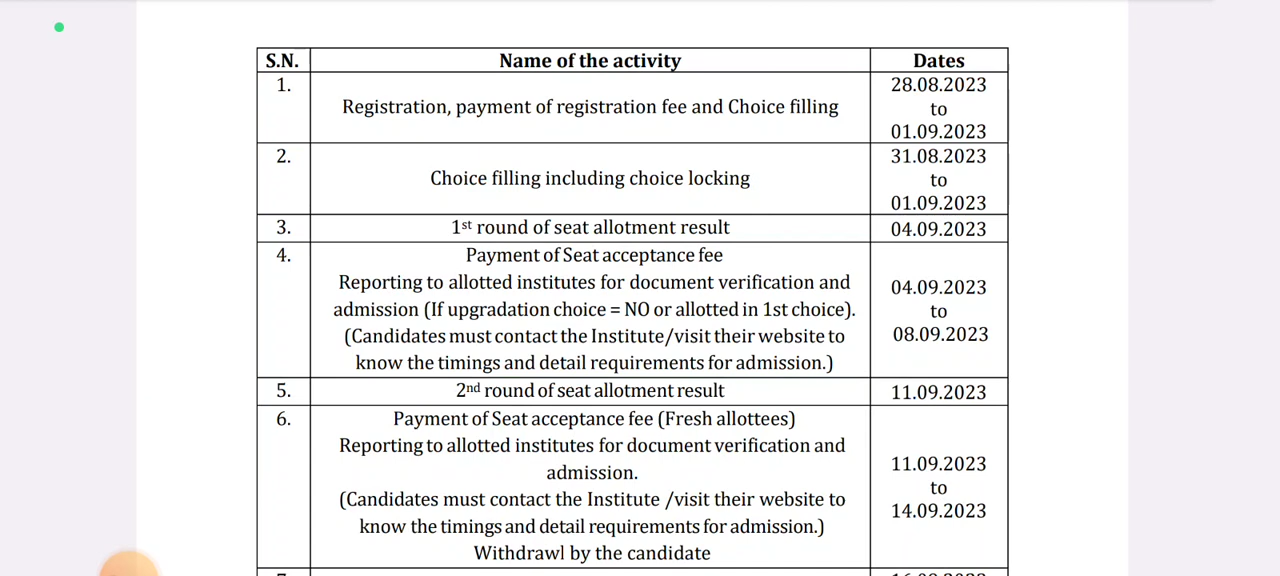 S.N. Name of the activity Dates
1. Registration, payment of registration fee and Choice filling 28.08.2023
to
01.09.2023
2. Choice filling including choice locking 31.08.2023
to
01.09.2023
3. 1st round of seat allotment result 04.09.2023
4. Payment of Seat acceptance fee
Reporting to allotted institutes for document verification and
admission (If upgradation choice = NO or allotted in 1st choice).
(Candidates must contact the Institute/visit their website to
know the timings and detail requirements for admission.)
04.09.2023
to
08.09.2023
5. 2nd round of seat allotment result 11.09.2023
6. Payment of Seat acceptance fee (Fresh allottees)
Reporting to allotted institutes for document verification and
admission.
(Candidates must contact the Institute /visit their website to
know the timings and detail requirements for admission.)
Withdrawl by the candidate
11.09.2023
to
14.09.2023